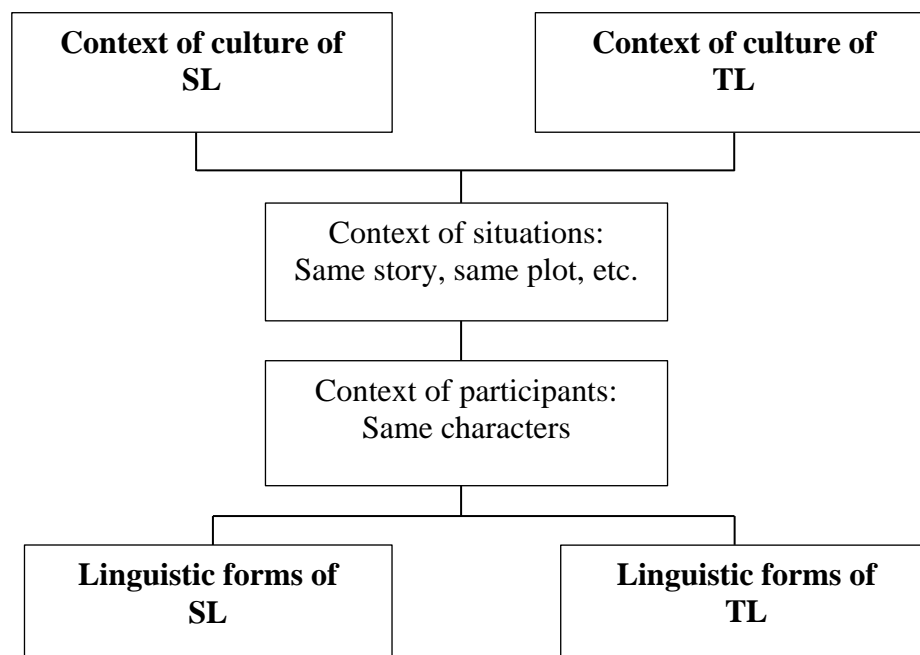 Context of culture of
SL
Context of culture of
TL
Context of situations:
Same story, same plot, etc.
Context of participants:
Same characters
Linguistic forms of
SL
Linguistic forms of
TL